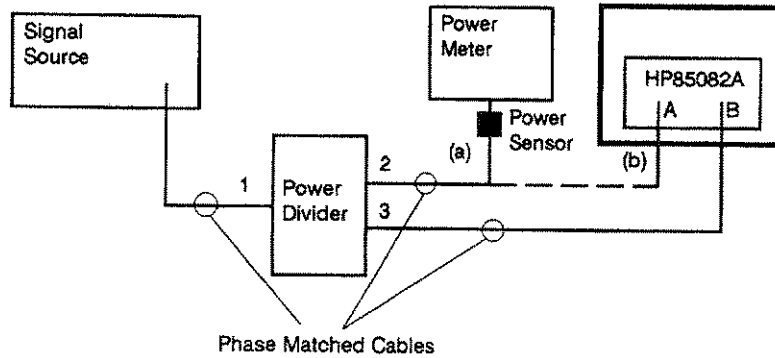 Signal
Source
Power
Meter
HP85082A
A
B
Power
Sensor
(a)
(b)
1
2
3
Power
Divider
Phase Matched Cables